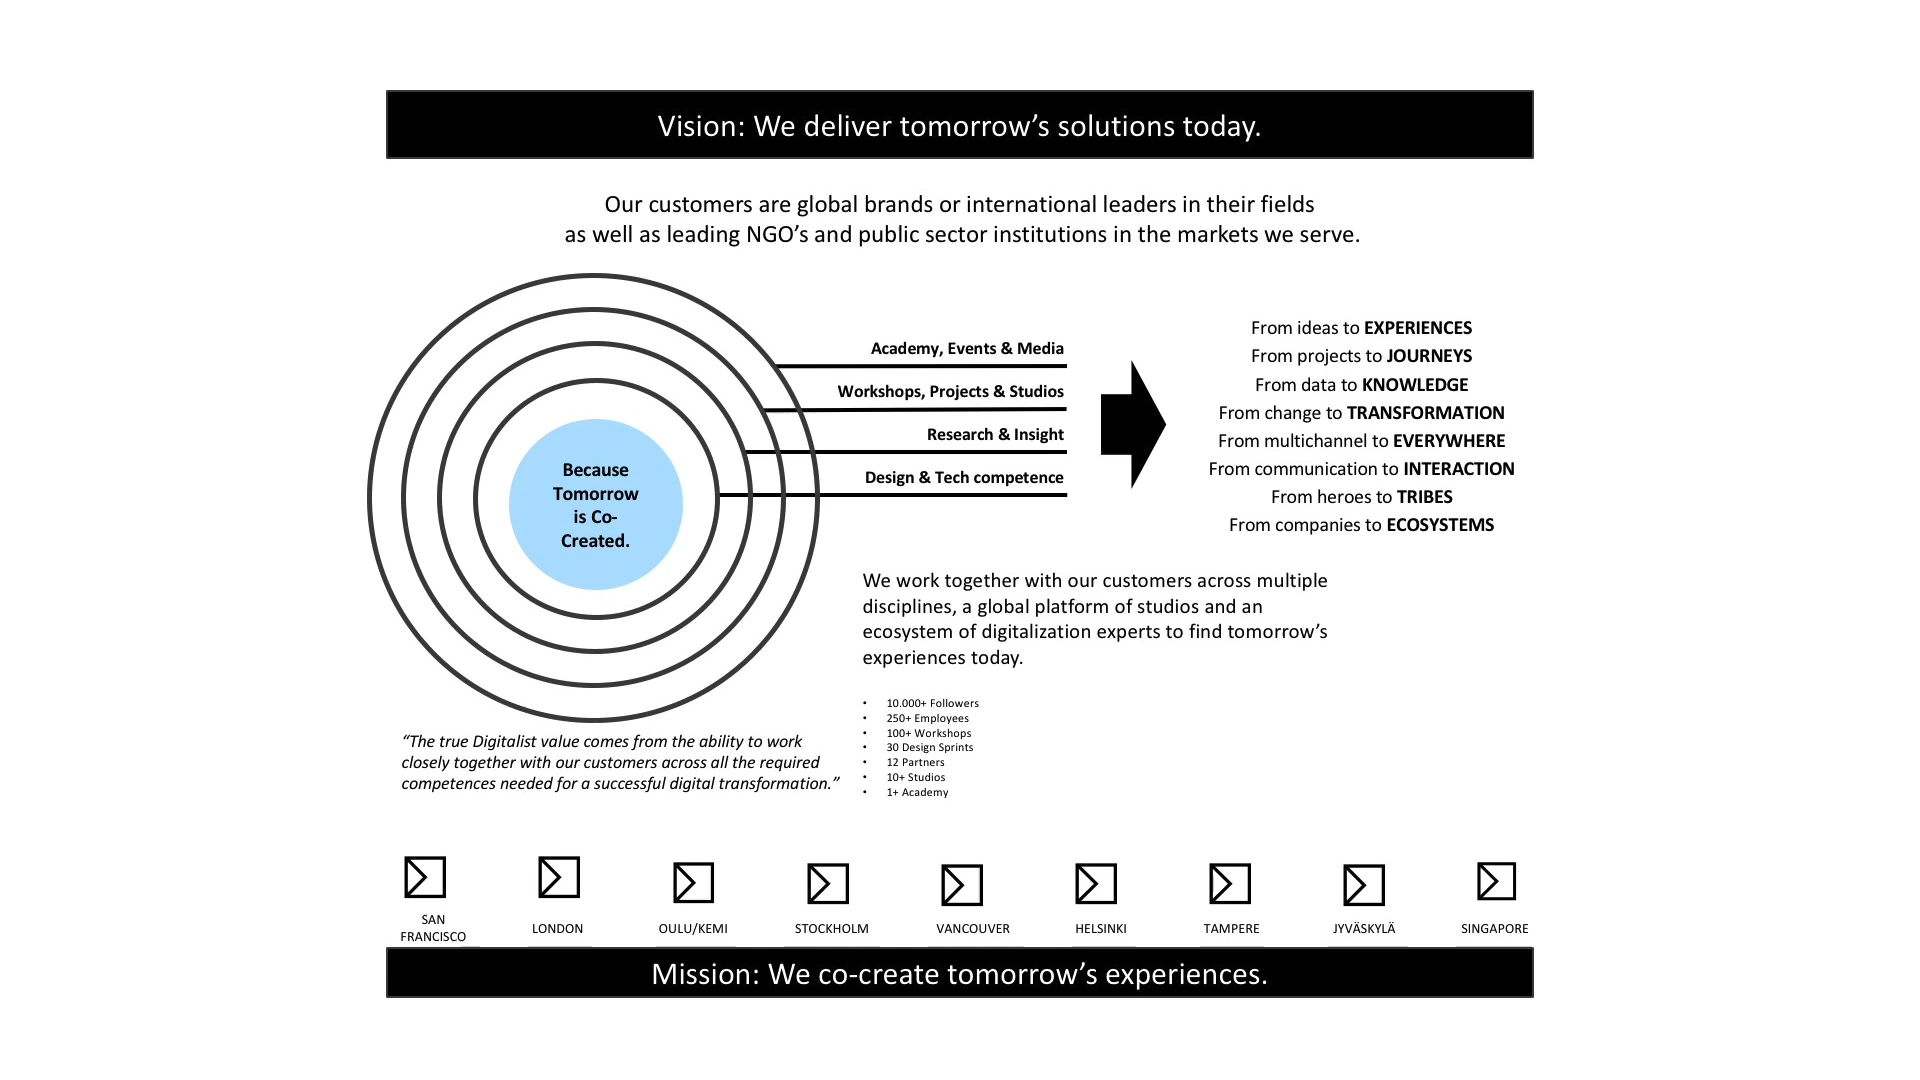 Vision: We deliver tomorrow’s solutions today.
Our customers are global brands or international leaders in their fields
as well as leading NGO’s and public sector institutions in the markets we serve.
Because
Tomorrow
is Co-
Created.
Academy, Events & Media
Workshops, Projects & Studios
Research & Insight
Design & Tech competence
From ideas to EXPERIENCES
From projects to JOURNEYS
From data to KNOWLEDGE
From change to TRANSFORMATION
From multichannel to EVERYWHERE
From communication to INTERACTION
From heroes to TRIBES
From companies to ECOSYSTEMS
We work together with our customers across multiple
disciplines, a global platform of studios and an
ecosystem of digitalization experts to find tomorrow’s
experiences today.
• 10.000+ Followers
• 250+ Employees
• 100+ Workshops
• 30 Design Sprints
• 12 Partners
• 10+ Studios
• 1+ Academy
“The true Digitalist value comes from the ability to work
closely together with our customers across all the required
competences needed for a successful digital transformation.”
SAN
FRANCISCO
LONDON
OULU/KEMI
STOCKHOLM
VANCOUVER
HELSINKI
TAMPERE
JYVÄSKYLÄ
SINGAPORE
Mission: We co-create tomorrow’s experiences.